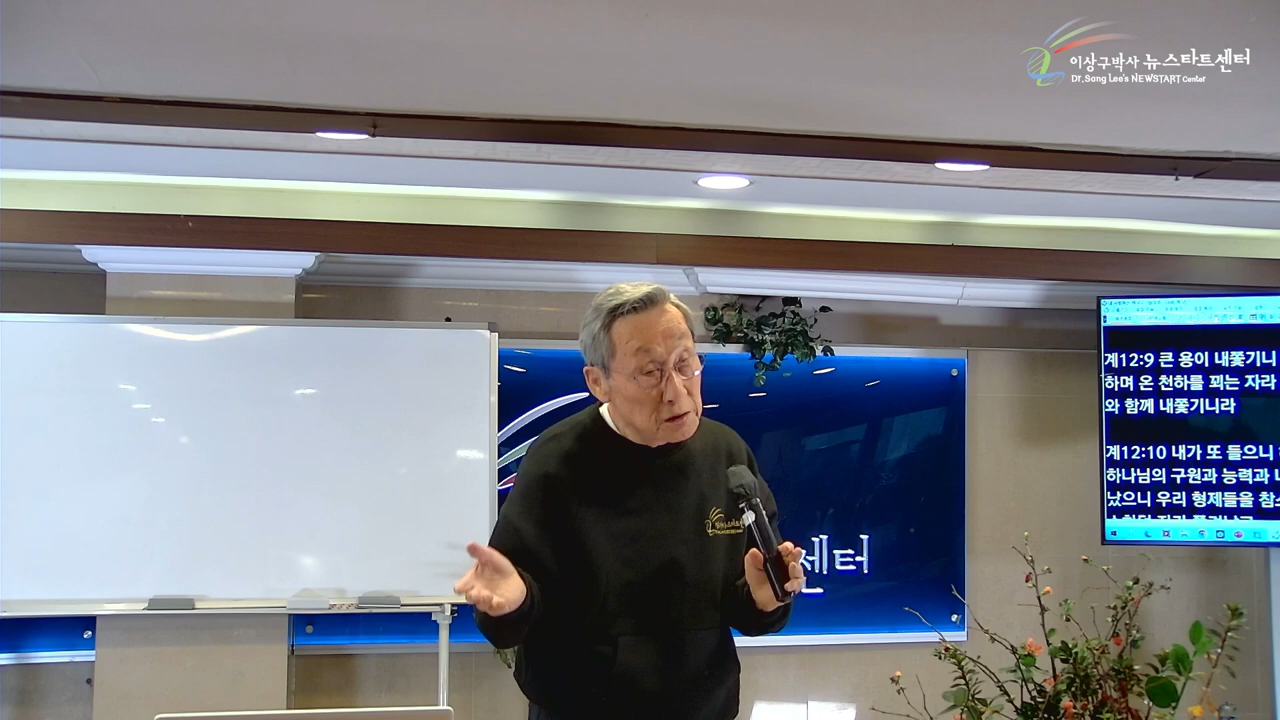 이상구박사 뉴스타트센터
Dr. Sang Lee's NEWSTART Center
계12:9 큰 용이 내쫓기니
하며 온 천하를 꾀는 자라
와 함께 내쫓기니라
계12:10 내가 또 들으니
하나님의 구원과 능력과 나
났으니 우리 형제들을 참소
센터